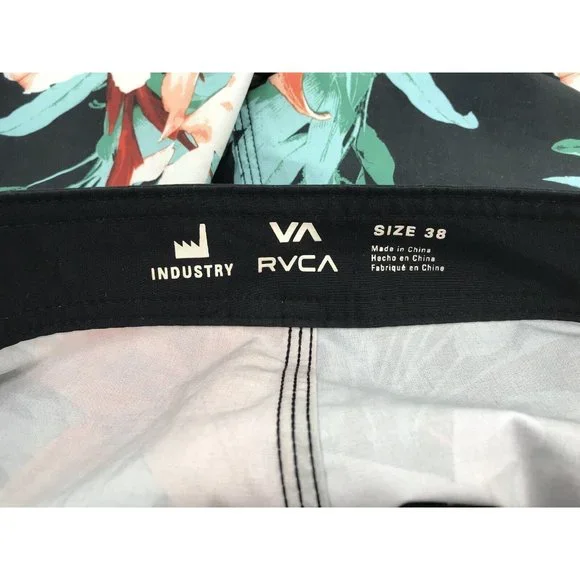 INDUSTRY
VA
RVCA
SIZE 38
Made in China
Hecho en China
Fabriqué en Chine